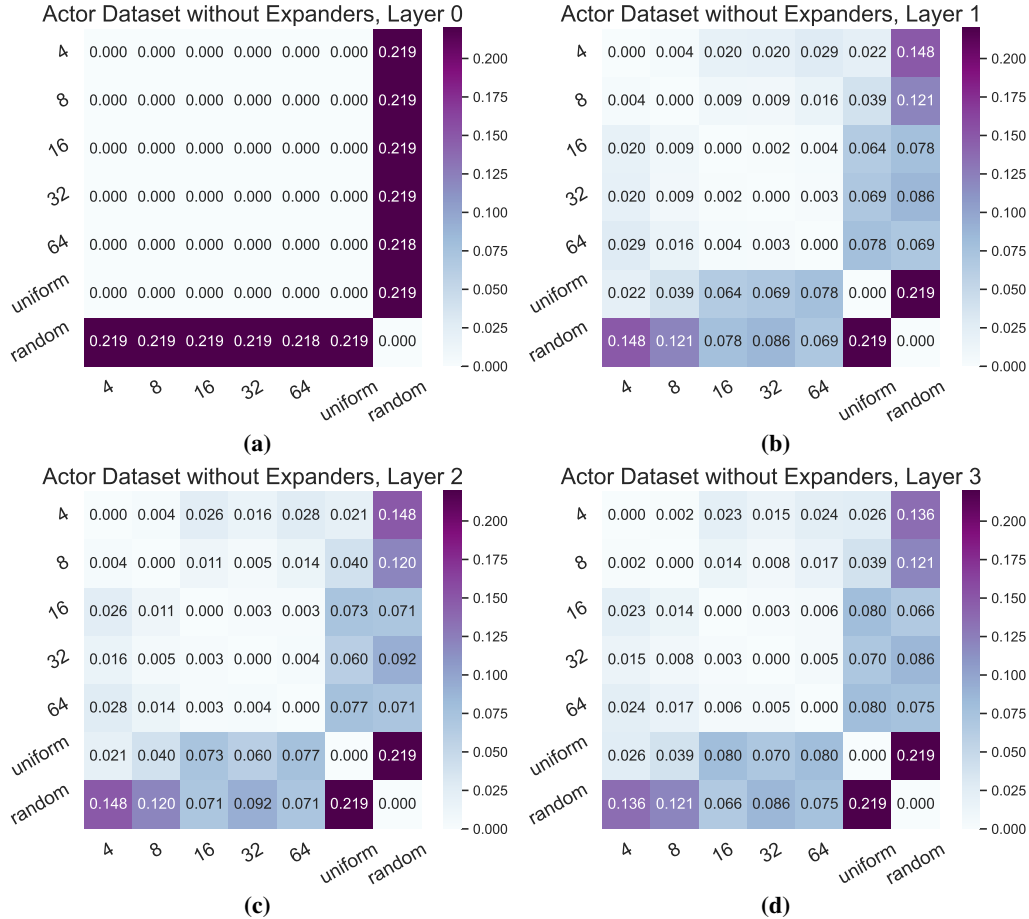 Actor Dataset without Expanders, Layer 0
4 0.000 0.000 0.000 0.000 0.000 0.000 0.219
8 0.000 0.000 0.000 0.000 0.000 0.000 0.219
16 0.000 0.000 0.000 0.000 0.000 0.000 0.219
32 0.000 0.000 0.000 0.000 0.000 0.000 0.219
64 0.000 0.000 0.000 0.000 0.000 0.000 0.218
uniform 0.000 0.000 0.000 0.000 0.000 0.000 0.219
random 0.219 0.219 0.219 0.219 0.218 0.219 0.000
4 8 16 32 64 uniform random
0.200
0.175
0.150
0.125
0.100
0.075
0.050
0.025
0.000
(a)
Actor Dataset without Expanders, Layer 1
4 0.000 0.004 0.020 0.020 0.029 0.022 0.148
8 0.004 0.000 0.009 0.009 0.016 0.039 0.121
16 0.020 0.009 0.000 0.002 0.004 0.064 0.078
32 0.020 0.009 0.002 0.000 0.003 0.069 0.086
64 0.029 0.016 0.004 0.003 0.000 0.078 0.069
uniform 0.022 0.039 0.064 0.069 0.078 0.000 0.219
random 0.148 0.121 0.078 0.086 0.069 0.219 0.000
4 8 16 32 64 uniform random
0.200
0.175
0.150
0.125
0.100
0.075
0.050
0.025
0.000
(b)
Actor Dataset without Expanders, Layer 2
4 0.000 0.004 0.026 0.016 0.028 0.021 0.148
8 0.004 0.000 0.011 0.005 0.014 0.040 0.120
16 0.026 0.011 0.000 0.003 0.003 0.073 0.071
32 0.016 0.005 0.003 0.000 0.004 0.060 0.092
64 0.028 0.014 0.003 0.004 0.000 0.077 0.071
uniform 0.021 0.040 0.073 0.060 0.077 0.000 0.219
random 0.148 0.120 0.071 0.092 0.071 0.219 0.000
4 8 16 32 64 uniform random
0.200
0.175
0.150
0.125
0.100
0.075
0.050
0.025
0.000
(c)
Actor Dataset without Expanders, Layer 3
4 0.000 0.002 0.023 0.015 0.024 0.026 0.136
8 0.002 0.000 0.014 0.008 0.017 0.039 0.121
16 0.023 0.014 0.000 0.003 0.006 0.080 0.066
32 0.015 0.008 0.003 0.000 0.005 0.070 0.086
64 0.024 0.017 0.006 0.005 0.000 0.080 0.075
uniform 0.026 0.039 0.080 0.070 0.080 0.000 0.219
random 0.136 0.121 0.066 0.086 0.075 0.219 0.000
4 8 16 32 64 uniform random
0.200
0.175
0.150
0.125
0.100
0.075
0.050
0.025
0.000
(d)